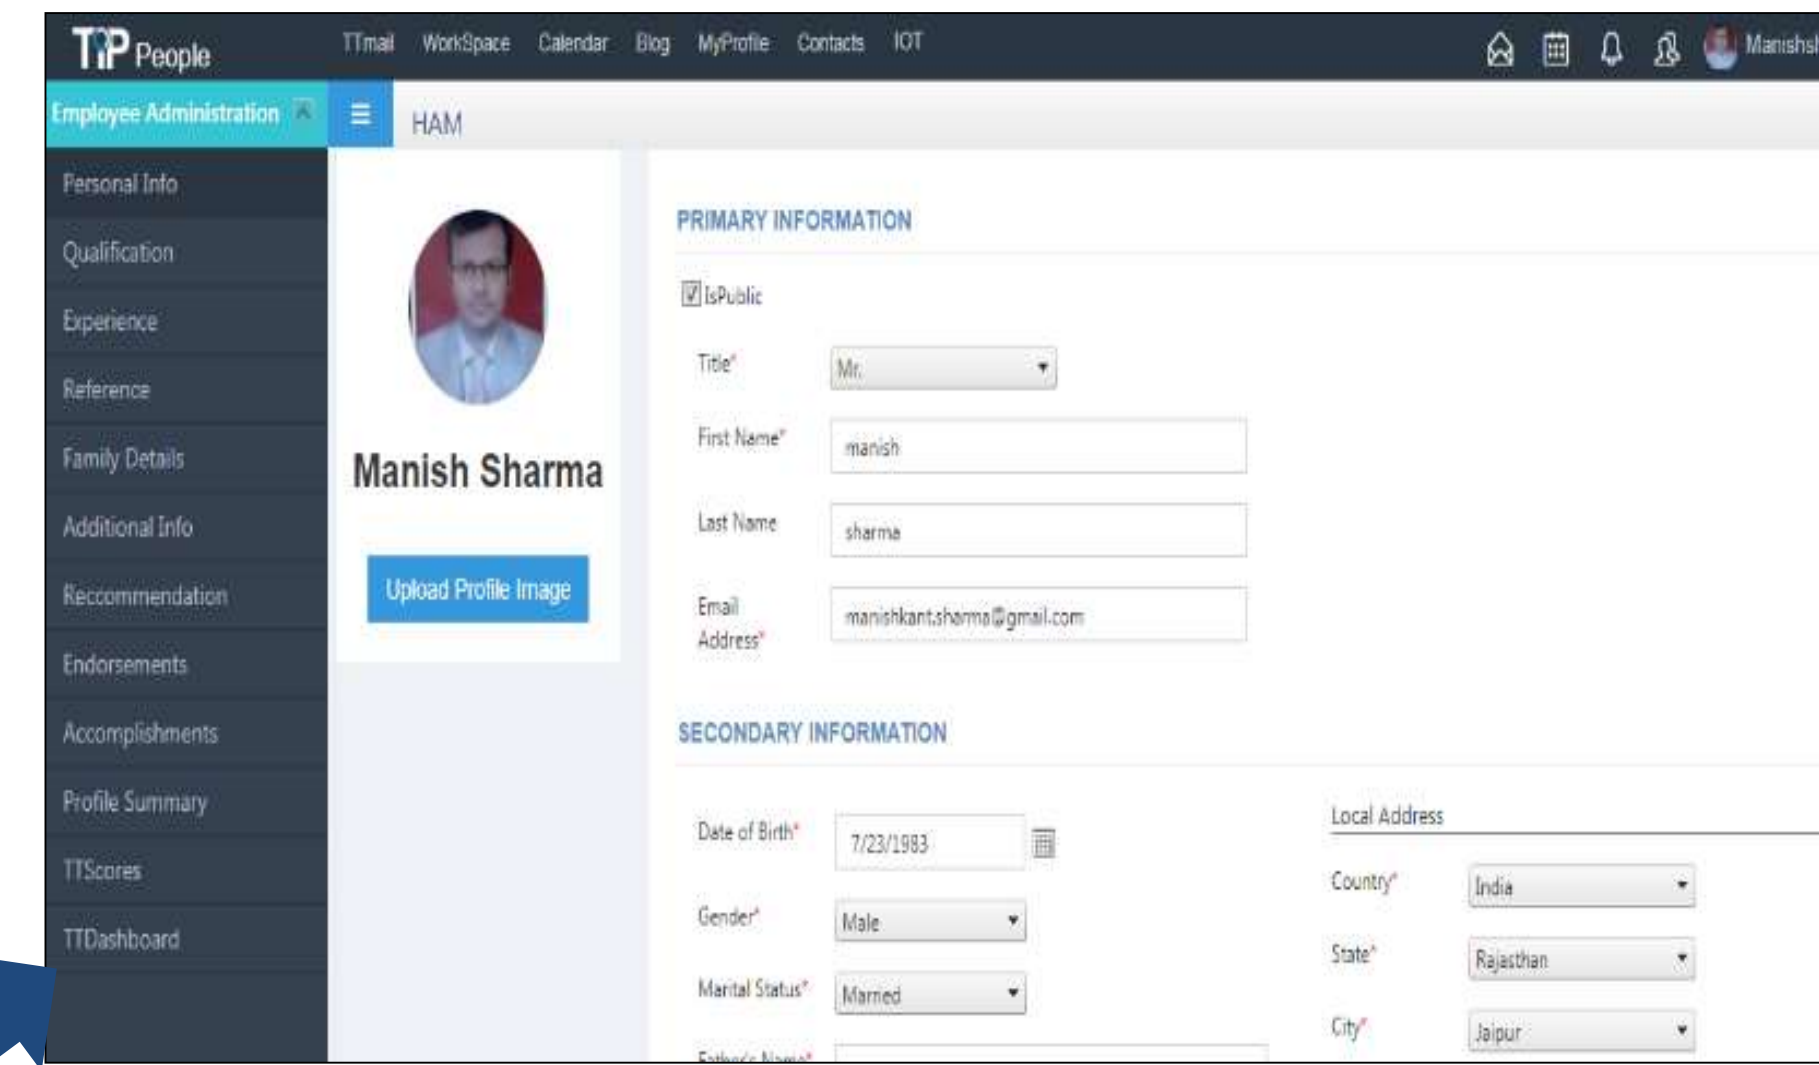 TiP People
TTmail WorkSpace Calendar Blog MyProfile Contacts IOT
Employee Administration
HAM
Personal Info
Qualification
Experience
Reference
Family Details
Additional Info
Reccommendation
Endorsements
Accomplishments
Profile Summary
TTScores
TTDashboard
Manish Sharma
Upload Profile Image
PRIMARY INFORMATION
IsPublic
Title* Mr.
First Name* manish
Last Name sharma
Email
Address* manishkant.sharma@gmail.com
SECONDARY INFORMATION
Date of Birth* 7/23/1983
Gender* Male
Marital Status* Married
Father's Name*
Local Address
Country* India
State* Rajasthan
City* Jaipur